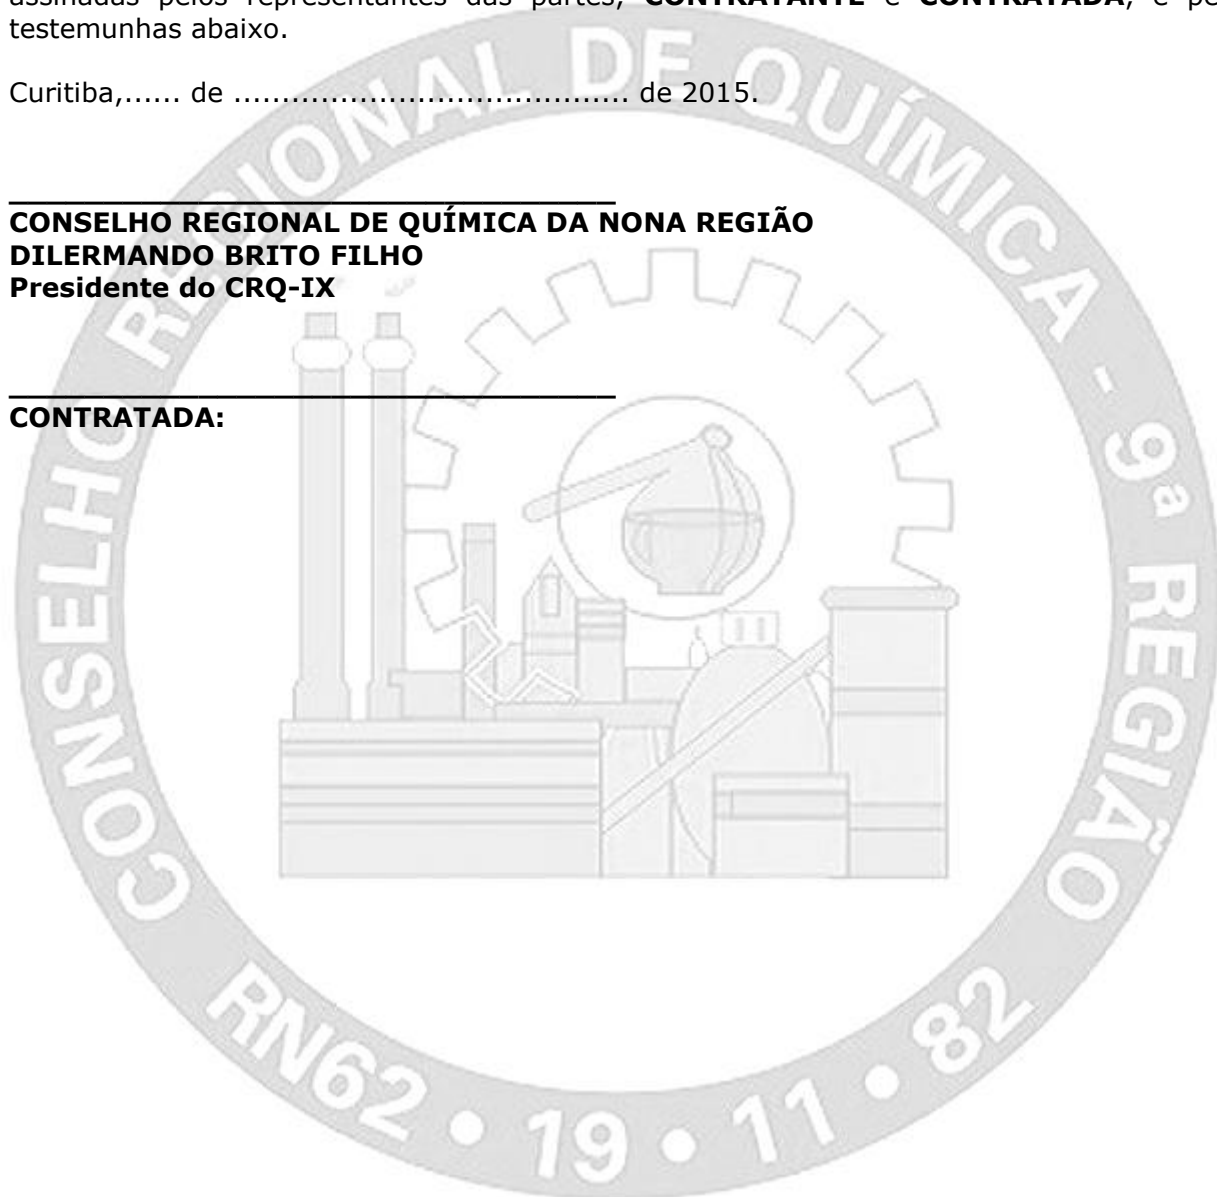 assinadas pelos representantes das partes, CONTRATANTE e CONTRATADA, e pe
testemunhas abaixo.
Curitiba,...... de ......................................... de 2015.
CONSELHO REGIONAL DE QUÍMICA DA NONA REGIÃO
DILERMANDO BRITO FILHO
Presidente do CRQ-IX
CONTRATADA:
CONSELHO REGIONAL DE QUÍMICA - 9ª REGIÃO
RN62 • 19 • 11 • 82